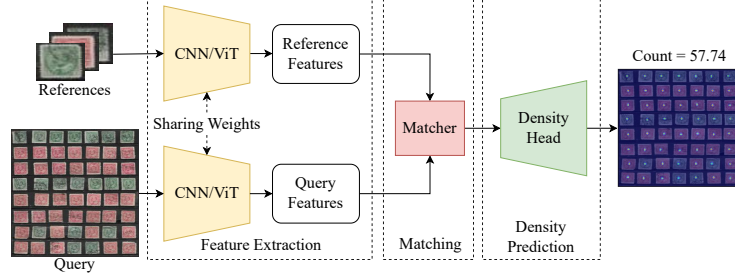 References
CNN/ViT
Reference
Features
Sharing Weights
CNN/ViT
Query
Features
Query
Feature Extraction
Matcher
Matching
Density
Head
Density
Prediction
Count = 57.74